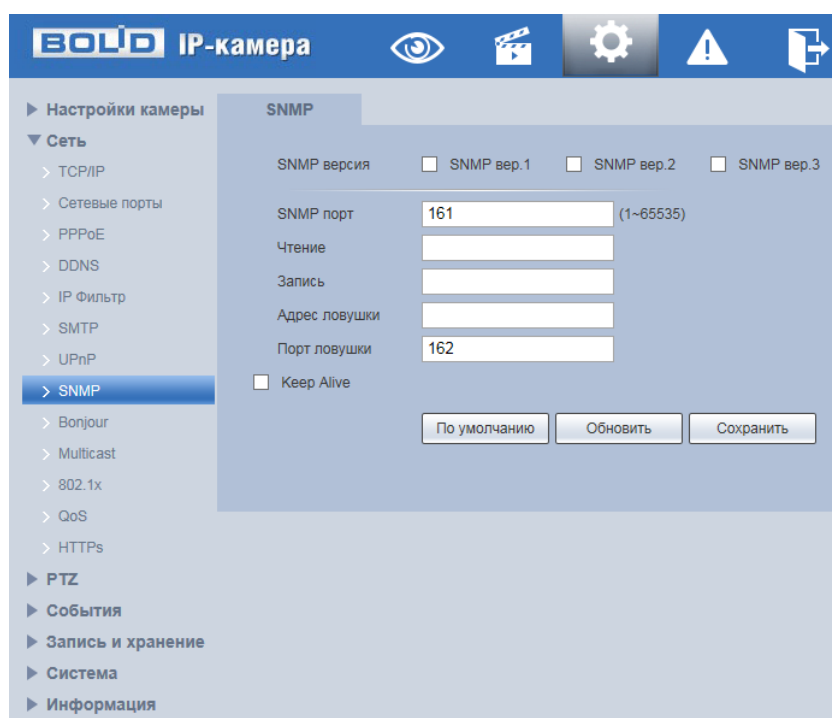 BOLID IP-камера
Настройки камеры
Сеть
TCP/IP
Сетевые порты
PPPoE
DDNS
IP Фильтр
SMTP
UPnP
SNMP
Bonjour
Multicast
802.1x
QoS
HTTPs
PTZ
События
Запись и хранение
Система
Информация
SNMP
SNMP версия SNMP вер.1 SNMP вер.2 SNMP вер.3
SNMP порт 161 (1~65535)
Чтение
Запись
Адрес ловушки
Порт ловушки 162
Keep Alive
По умолчанию Обновить Сохранить